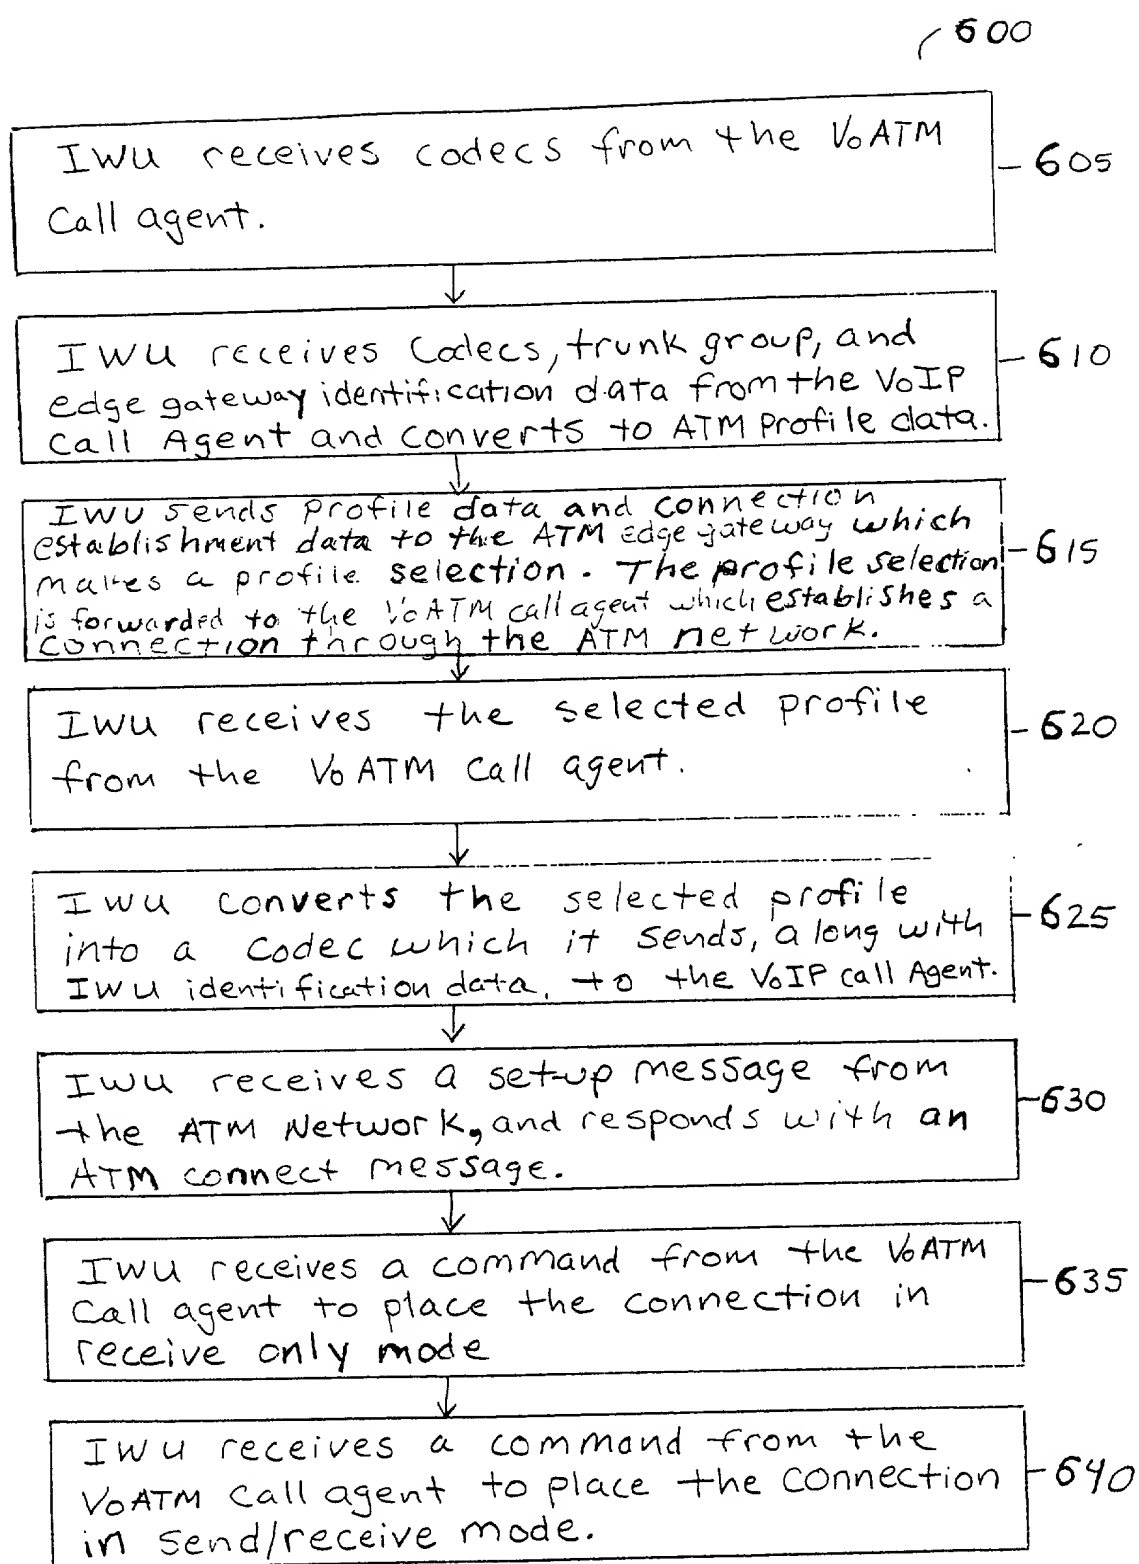 600
IWU receives codecs from the VoATM
Call agent.
605
IWU receives Codecs, trunk group, and
edge gateway identification data from the VoIP
Call Agent and converts to ATM Profile data.
610
IWU sends profile data and connection
establishment data to the ATM Edge gateway which
makes a profile selection. The profile selection
is forwarded to the VoATM call agent which establishes a
connection through the ATM network.
615
IWU receives the selected profile
from the VoATM Call agent.
620
IWU converts the selected profile
into a Codec which it sends, along with
IWU identification data, to the VoIP call Agent.
625
IWU receives a set-up message from
the ATM Network, and responds with an
ATM connect message.
630
IWU receives a command from the VoATM
Call agent to place the connection in
receive only mode
635
IWU receives a command from the
VoATM Call agent to place the connection
in send/receive mode.
640